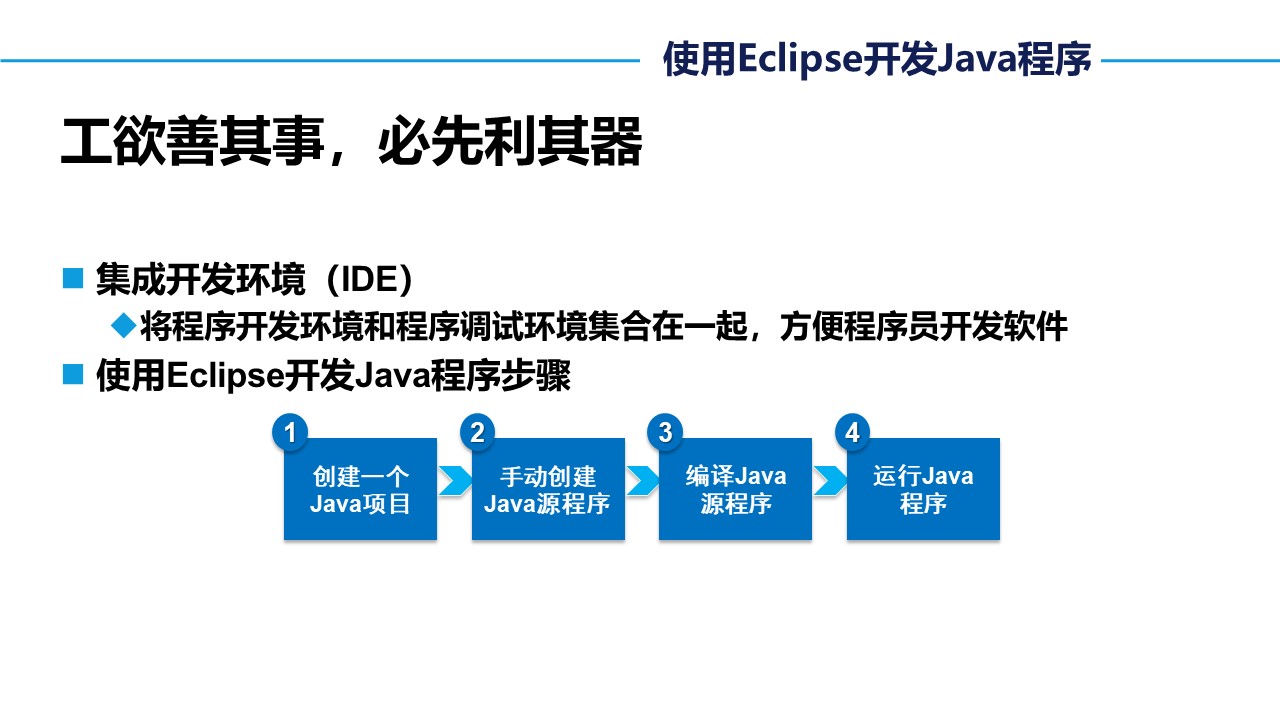 使用Eclipse开发Java程序
工欲善其事，必先利其器
集成开发环境（IDE）
将程序开发环境和程序调试环境集合在一起，方便程序员开发软件
使用Eclipse开发Java程序步骤
1
创建一个
Java项目
2
手动创建
Java源程序
3
编译Java
源程序
4
运行Java
程序